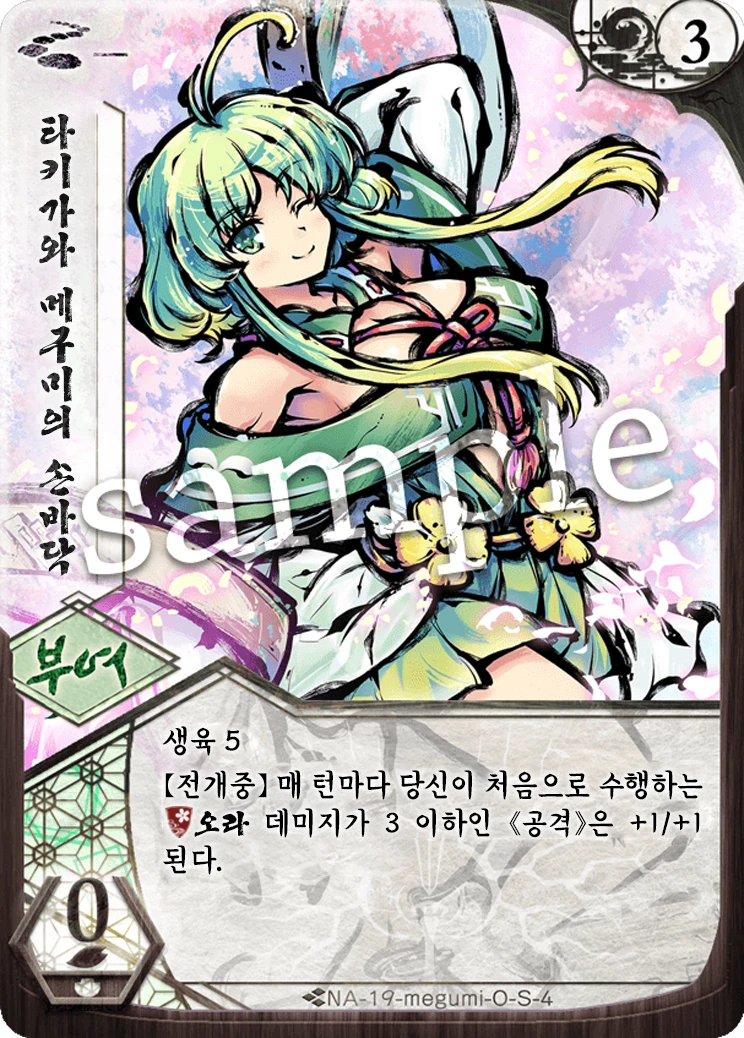 3
타키가와 메구미의 손바닥
sample
부여
생육 5
【전개중】 매 턴마다 당신이 처음으로 수행하는
오라 데미지가 3 이하인 《공격》은 +1/+1
된다.
0
NA-19-megumi-O-S-4